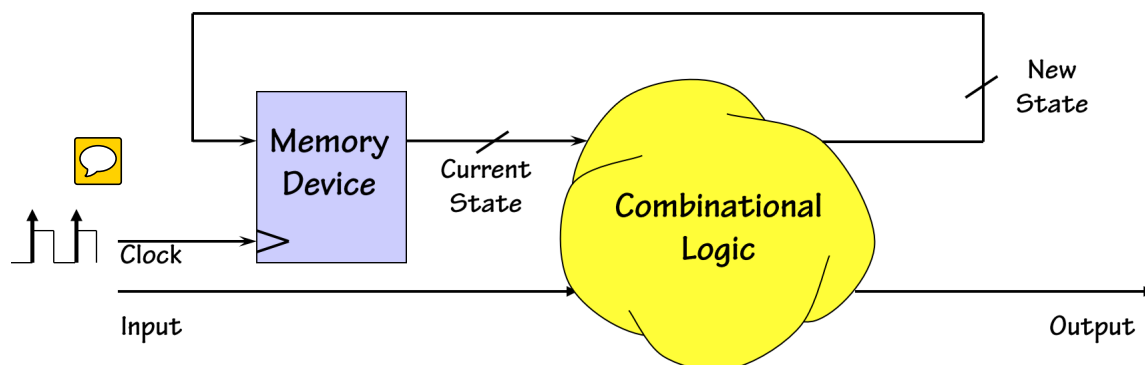 New
State
Memory
Device
Current
State
Combinational
Logic
Clock
Input
Output